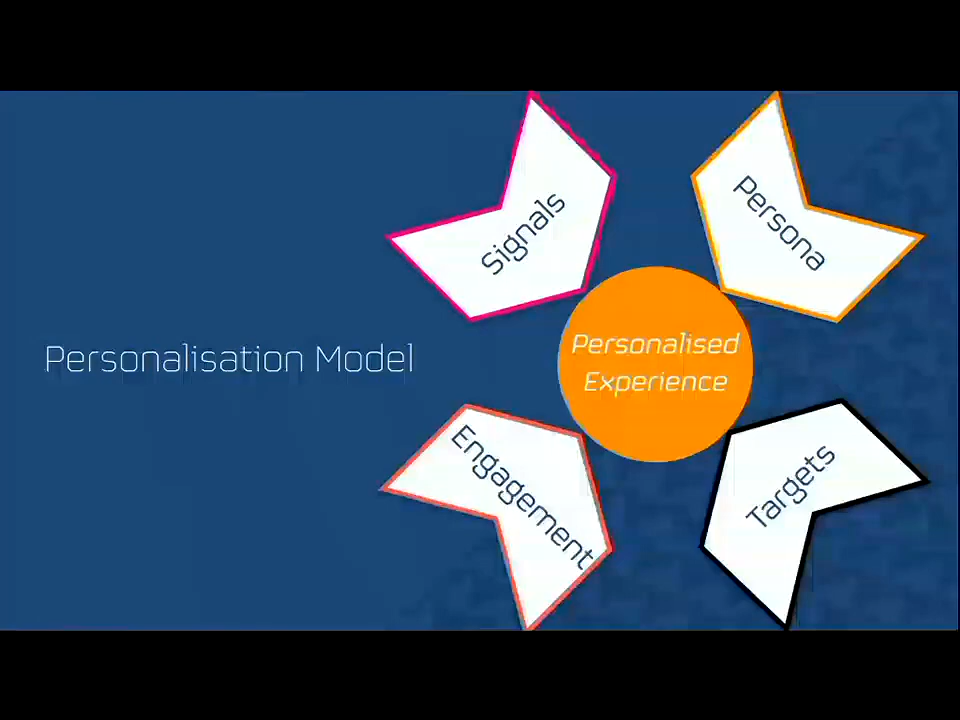 Signals
Persona
Personalisation Model
Personalised
Experience
Engagement
Targets